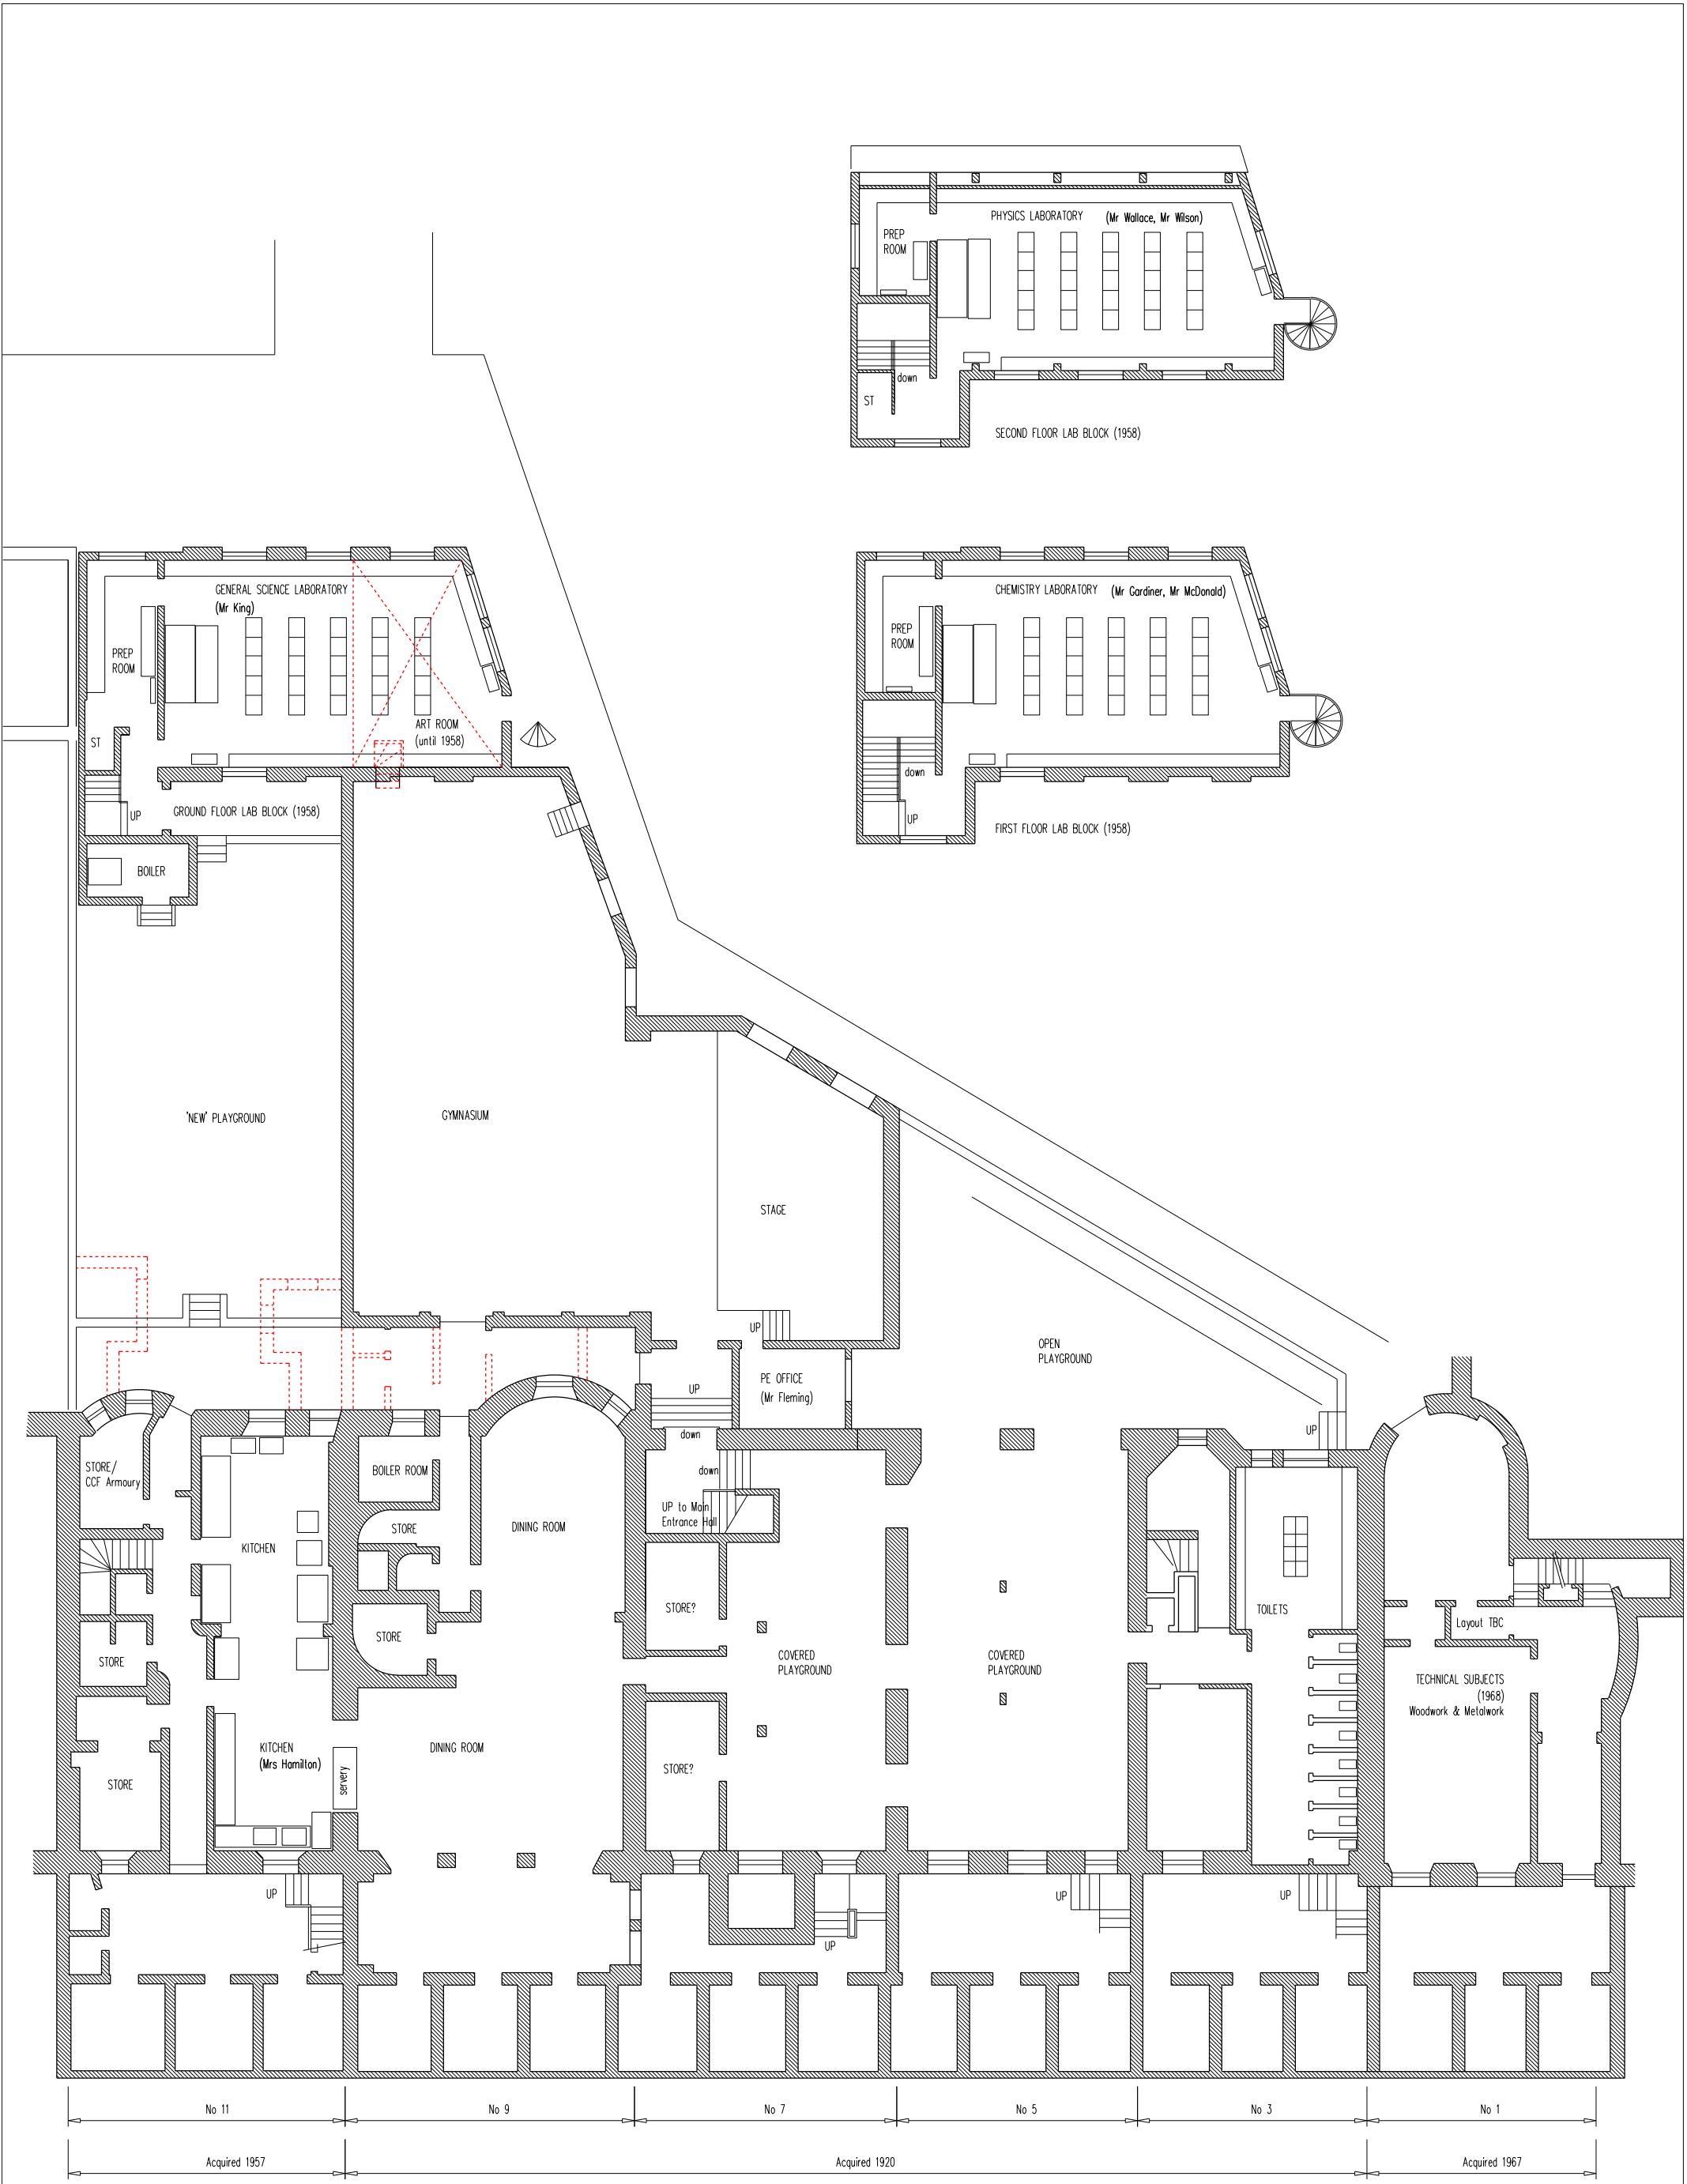 PHYSICS LABORATORY (Mr Wallace, Mr Wilson)
PREP
ROOM
down
ST
SECOND FLOOR LAB BLOCK (1958)
GENERAL SCIENCE LABORATORY
(Mr King)
PREP
ROOM
ART ROOM
(until 1958)
ST
UP
GROUND FLOOR LAB BLOCK (1958)
BOILER
CHEMISTRY LABORATORY (Mr Gardiner, Mr McDonald)
PREP
ROOM
down
UP
FIRST FLOOR LAB BLOCK (1958)
'NEW' PLAYGROUND
GYMNASIUM
STAGE
UP
OPEN
PLAYGROUND
PE OFFICE
(Mr Fleming)
UP
down
down
UP to Main
Entrance Hall
UP
STORE/
CCF Armoury
BOILER ROOM
STORE
DINING ROOM
KITCHEN
STORE?
TOILETS
Layout TBC
STORE
STORE
COVERED
PLAYGROUND
COVERED
PLAYGROUND
TECHNICAL SUBJECTS
(1968)
Woodwork & Metalwork
KITCHEN
(Mrs Hamilton)
DINING ROOM
servery
STORE
STORE?
UP
UP
UP
UP
No 11
No 9
No 7
No 5
No 3
No 1
Acquired 1957
Acquired 1920
Acquired 1967